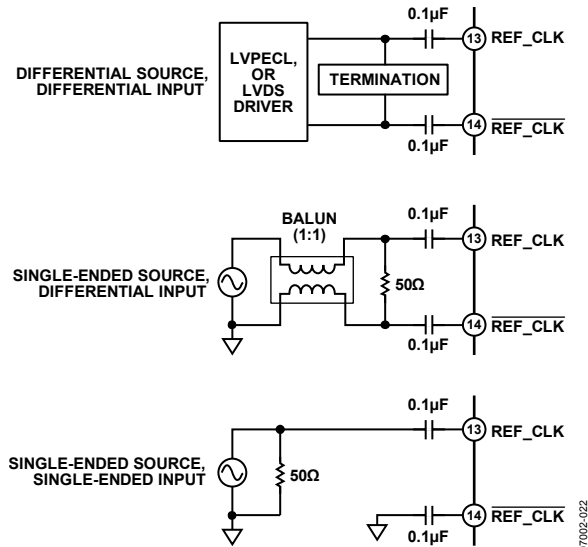 DIFFERENTIAL SOURCE,
DIFFERENTIAL INPUT
LVPECL,
OR
LVDS
DRIVER
TERMINATION
0.1µF
13
REF_CLK
14
REF_CLK
0.1µF
SINGLE-ENDED SOURCE,
DIFFERENTIAL INPUT
BALUN
(1:1)
50Ω
0.1µF
13
REF_CLK
14
REF_CLK
0.1µF
SINGLE-ENDED SOURCE,
SINGLE-ENDED INPUT
50Ω
0.1µF
13
REF_CLK
14
REF_CLK
0.1µF
07002-022